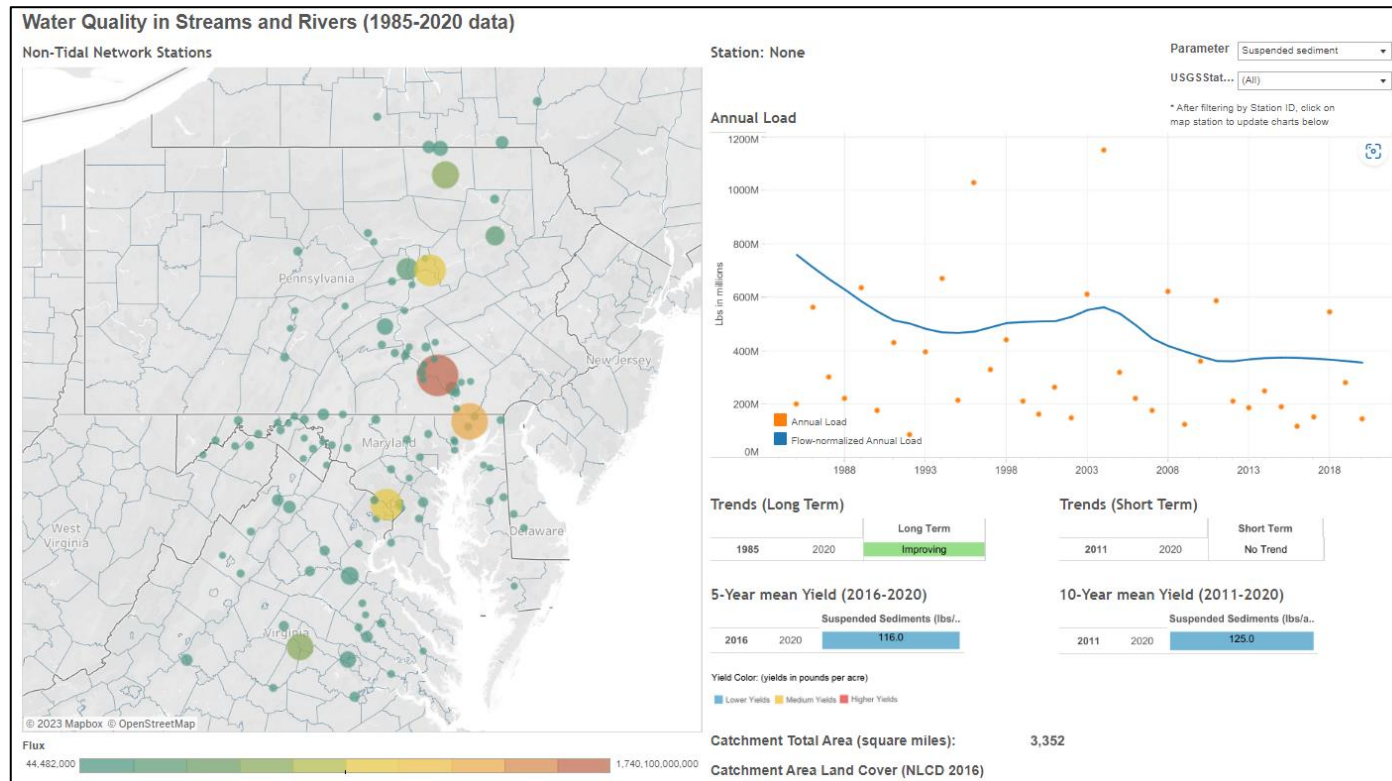 Water Quality in Streams and Rivers (1985-2020 data)
Non-Tidal Network Stations
Station: None
Parameter
Suspended sediment
USGSStat...
(All)
* After filtering by Station ID, click on
map station to update charts below
Annual Load
1200M
1000M
800M
600M
400M
200M
0M
Lbs in millions
Annual Load
Flow-normalized Annual Load
1988
1993
1998
2003
2008
2013
2018
Pennsylvania
New Jersey
Maryland
Delaware
West
Virginia
Virginia
© 2023 Mapbox © OpenStreetMap
Flux
44,482,000
1,740,100,000,000
Trends (Long Term)
Long Term
1985 2020 Improving
Trends (Short Term)
Short Term
2011 2020 No Trend
5-Year mean Yield (2016-2020)
Suspended Sediments (lbs/..
2016 2020 116.0
10-Year mean Yield (2011-2020)
Suspended Sediments (lbs/a..
2011 2020 125.0
Yield Color: (yields in pounds per acre)
Lower Yields Medium Yields Higher Yields
Catchment Total Area (square miles): 3,352
Catchment Area Land Cover (NLCD 2016)